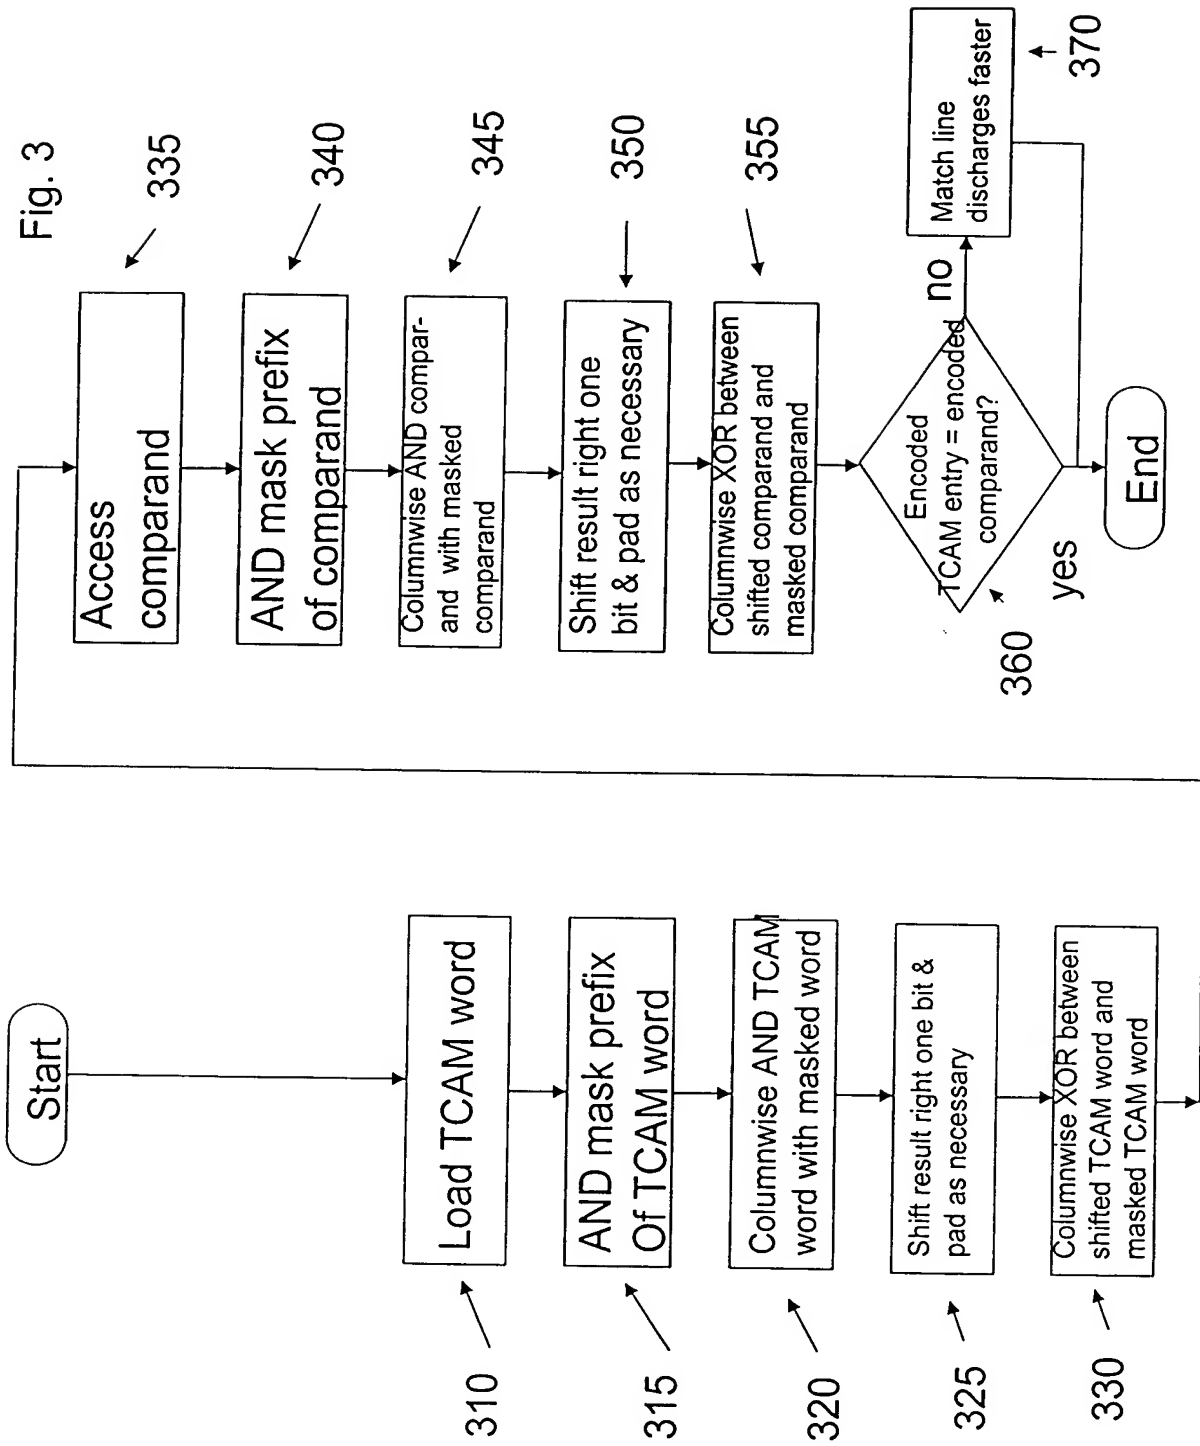 Fig. 3
Start
Load TCAM word
310
AND mask prefix
Of TCAM word
315
Columnwise AND TCAM
word with masked word
320
Shift result right one bit &
pad as necessary
325
Columnwise XOR between
shifted TCAM word and
masked TCAM word
330
Access
comparand
335
AND mask prefix
of comparand
340
Columnwise AND compar-
and with masked
comparand
345
Shift result right one
bit & pad as necessary
350
Columnwise XOR between
shifted comparand and
masked comparand
355
Encoded
TCAM entry = encoded
comparand?
360
no
yes
Match line
discharges faster
370
End